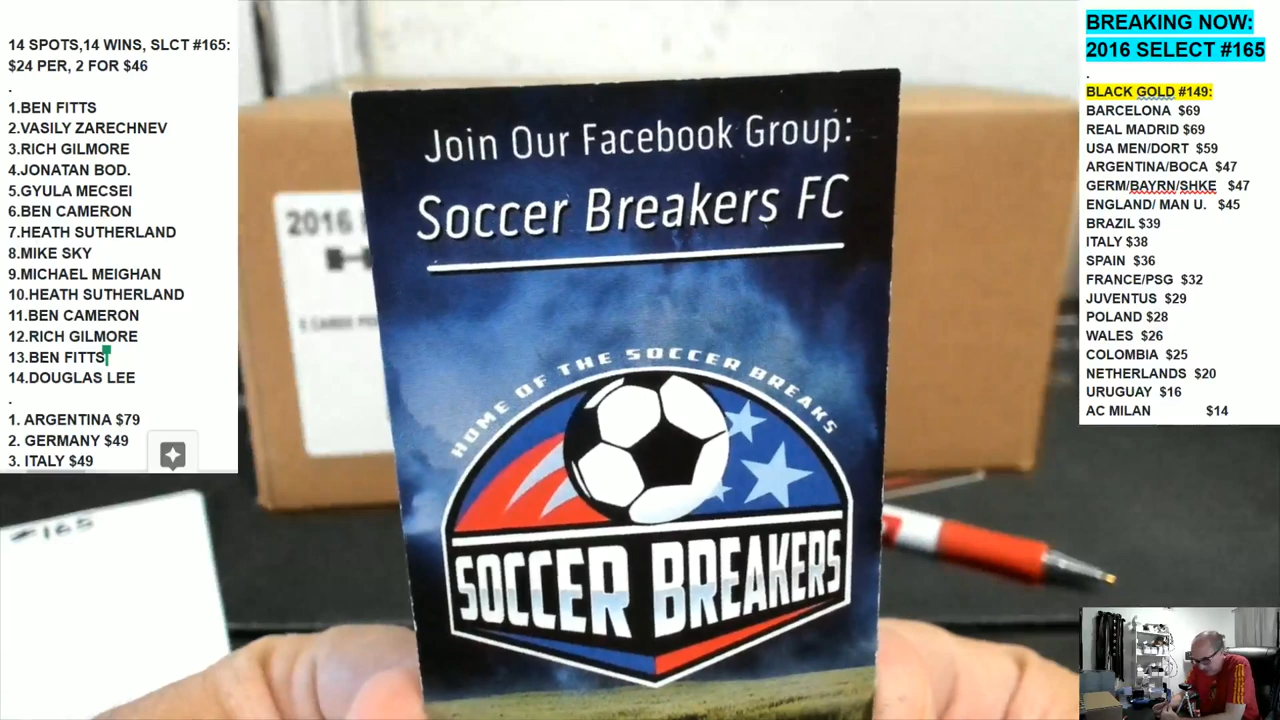 14 SPOTS,14 WINS, SLCT #165:
$24 PER, 2 FOR $46
.
1.BEN FITTS
2.VASILY ZARECHNEV
3.RICH GILMORE
4.JONATAN BOD.
5.GYULA MECSEI
6.BEN CAMERON
7.HEATH SUTHERLAND
8.MIKE SKY
9.MICHAEL MEIGHAN
10.HEATH SUTHERLAND
11.BEN CAMERON
12.RICH GILMORE
13.BEN FITTS
14.DOUGLAS LEE
.
1. ARGENTINA $79
2. GERMANY $49
3. ITALY $49
#165
2016
Join Our Facebook Group:
Soccer Breakers FC
HOME OF THE SOCCER BREAKS
SOCCER BREAKERS
BREAKING NOW:
2016 SELECT #165
.
BLACK GOLD #149:
BARCELONA $69
REAL MADRID $69
USA MEN/DORT $59
ARGENTINA/BOCA $47
GERM/BAYRN/SHKE $47
ENGLAND/ MAN U. $45
BRAZIL $39
ITALY $38
SPAIN $36
FRANCE/PSG $32
JUVENTUS $29
POLAND $28
WALES $26
COLOMBIA $25
NETHERLANDS $20
URUGUAY $16
AC MILAN $14